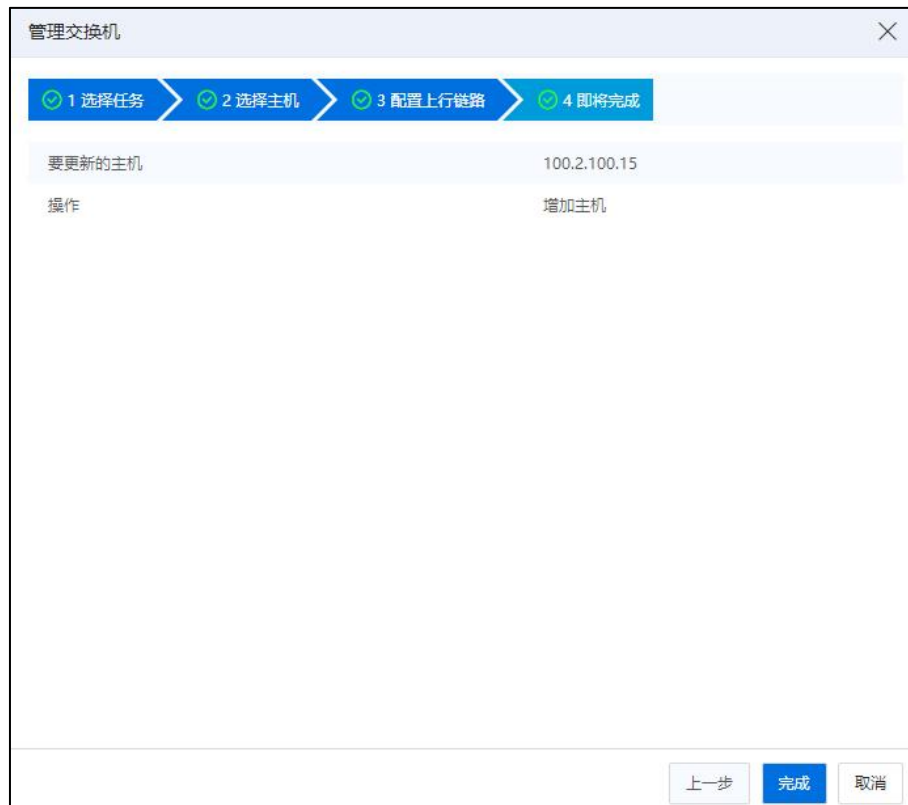 管理交换机
1 选择任务 2 选择主机 3 配置上行链路 4 即将完成
要更新的主机 100.2.100.15
操作 增加主机
上一步 完成 取消